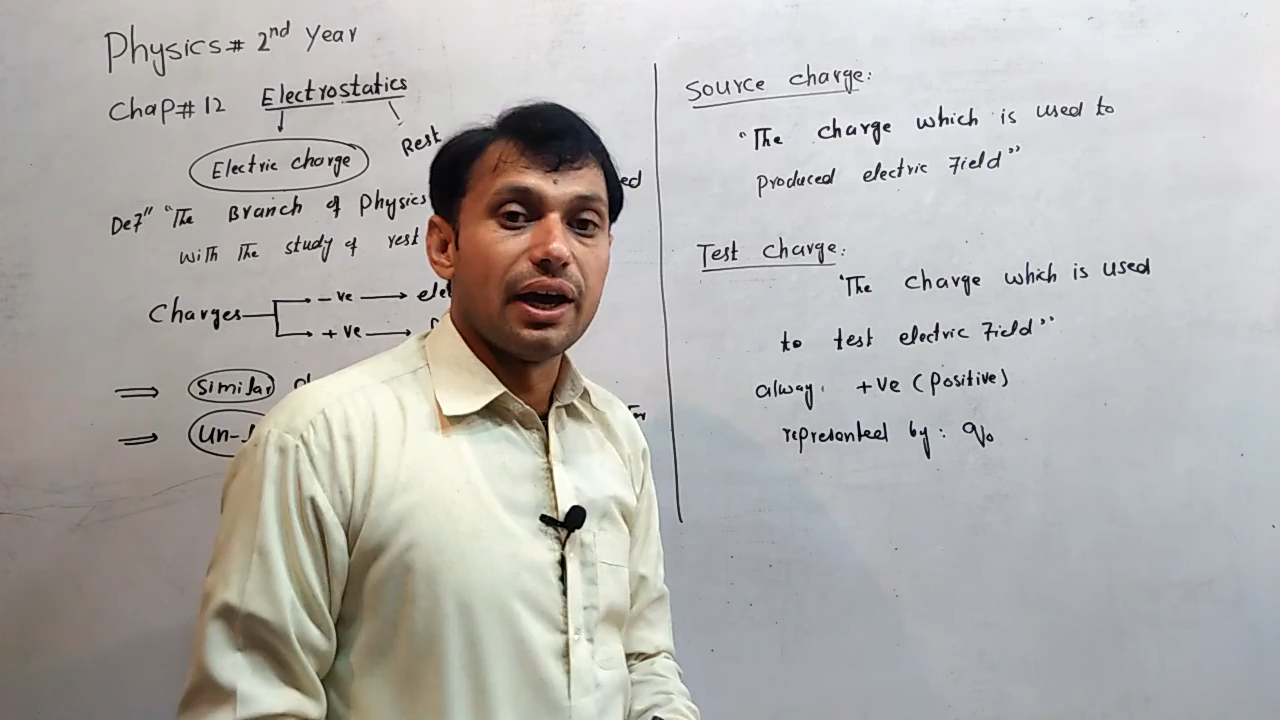 Physics# 2nd Year
Chap#12 Electrostatics
Electric charge
Rest
Def" "The Branch of Physics
with The study of rest
Charges
-ve
+ve
Similar
Source charge:
"The charge which is used to
produced electric Field"
Test charge:
"The charge which is used
to test electric Field"
alway. +ve (positive)
represented by: q₀